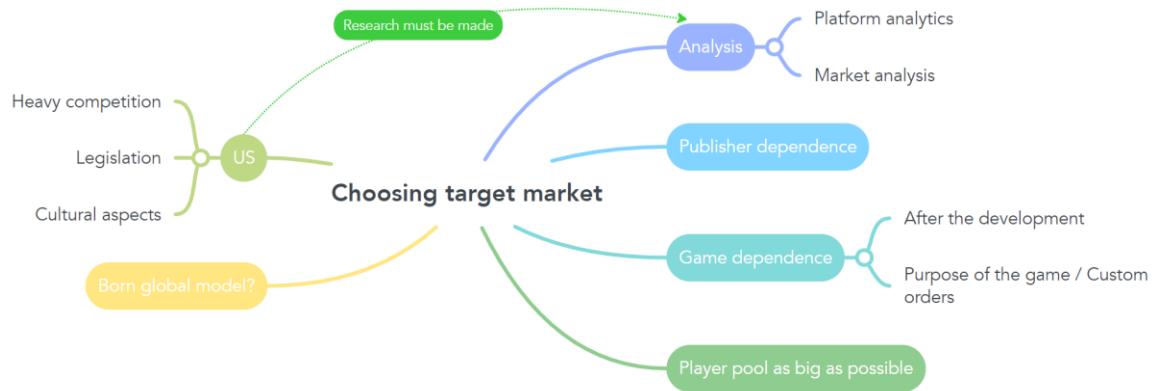 Research must be made
Platform analytics
Analysis
Market analysis
Heavy competition
Legislation
US
Cultural aspects
Publisher dependence
Choosing target market
After the development
Game dependence
Purpose of the game / Custom
orders
Born global model?
Player pool as big as possible